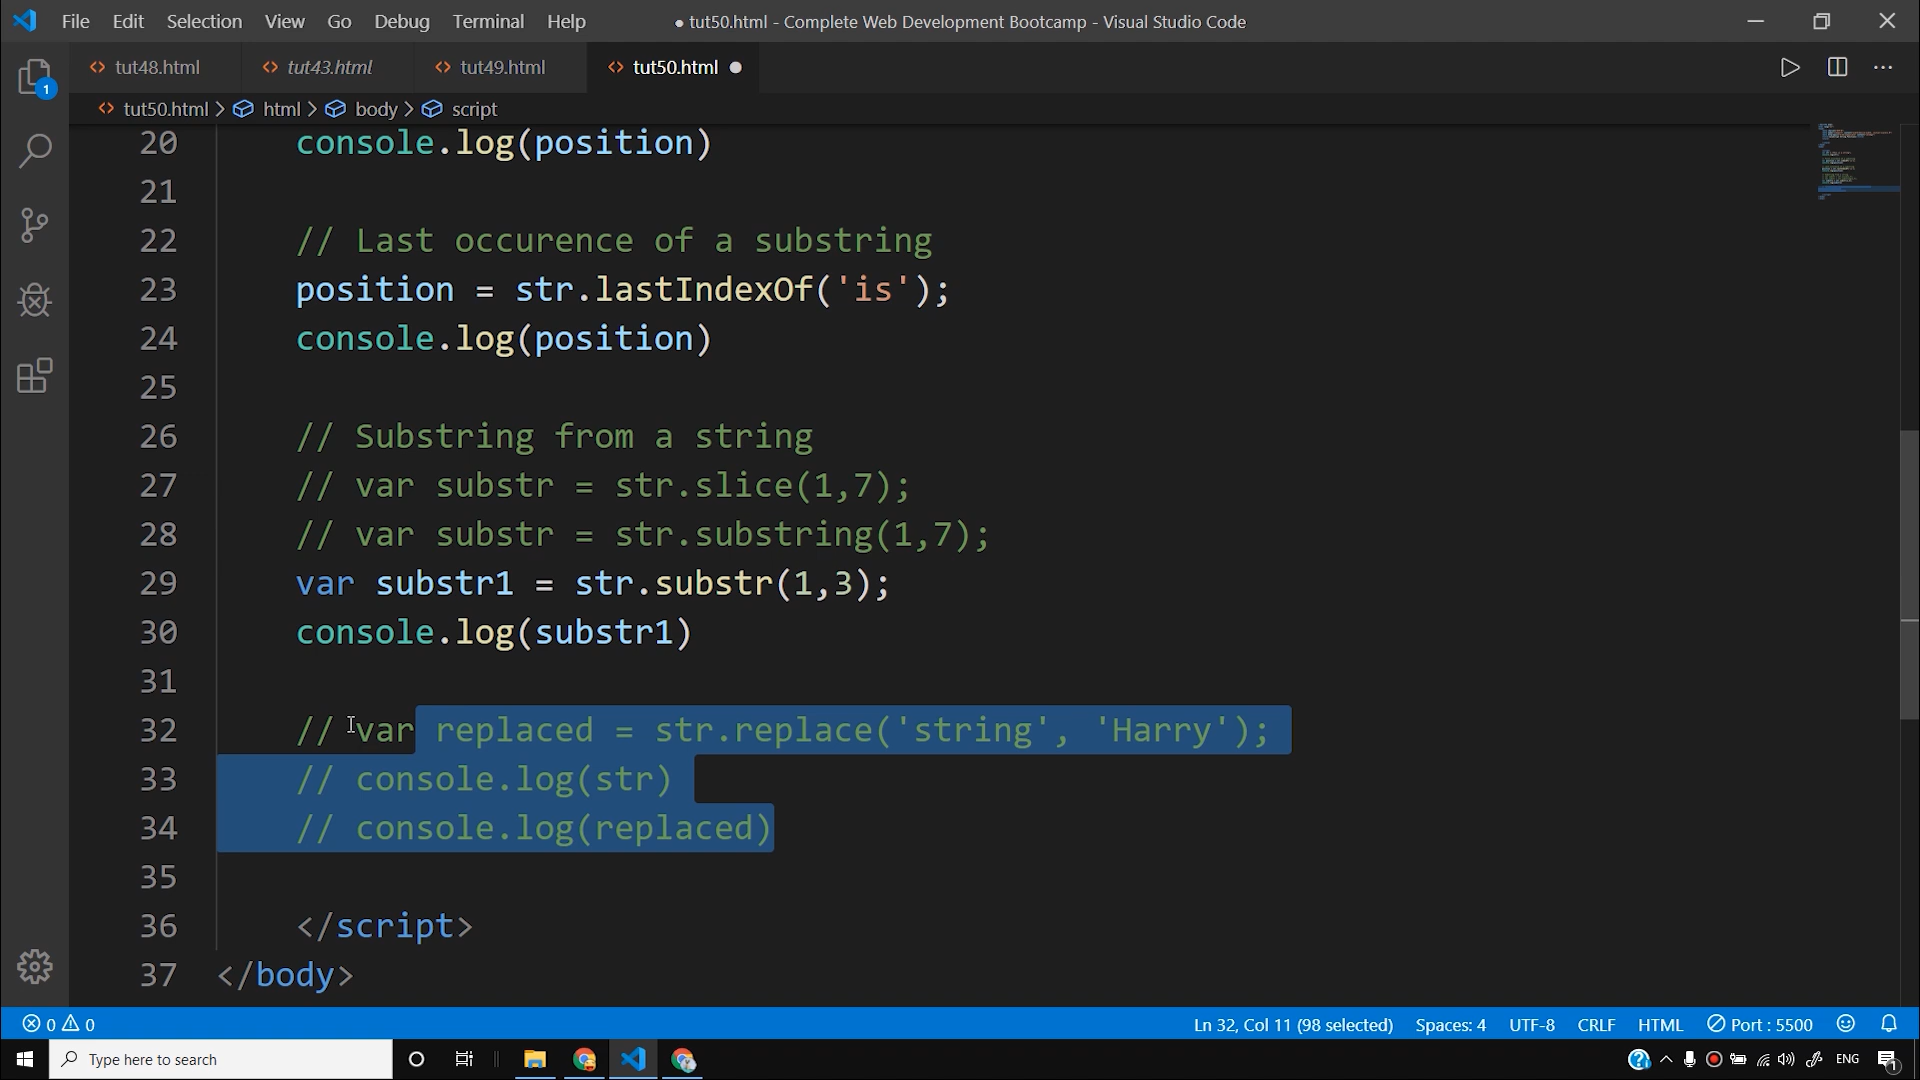 File Edit Selection View Go Debug Terminal Help ● tut50.html - Complete Web Development Bootcamp - Visual Studio Code
tut48.html tut43.html tut49.html tut50.html
1
tut50.html > html > body > script
20 console.log(position)
21
22 // Last occurence of a substring
23 position = str.lastIndexOf('is');
24 console.log(position)
25
26 // Substring from a string
27 // var substr = str.slice(1,7);
28 // var substr = str.substring(1,7);
29 var substr1 = str.substr(1,3);
30 console.log(substr1)
31
32 // var replaced = str.replace('string', 'Harry');
33 // console.log(str)
34 // console.log(replaced)
35
36 </script>
37 </body>
0 0 Ln 32, Col 11 (98 selected) Spaces: 4 UTF-8 CRLF HTML Port : 5500
Type here to search ENG 1